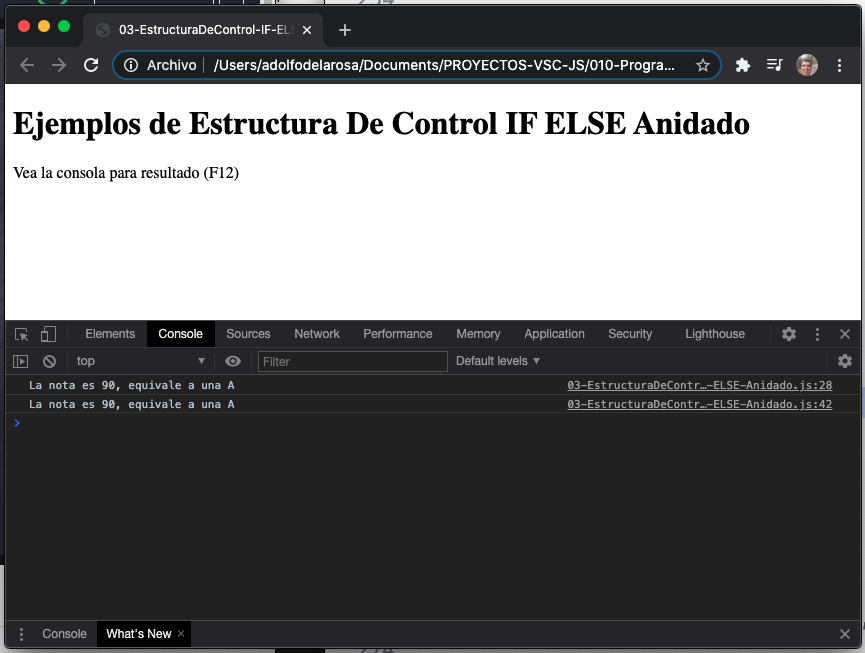 03-EstructuraDeControl-IF-EL
Archivo /Users/adolfodelarosa/Documents/PROYECTOS-VSC-JS/010-Progra...
Ejemplos de Estructura De Control IF ELSE Anidado
Vea la consola para resultado (F12)
Elements Console Sources Network Performance Memory Application Security Lighthouse
top Filter Default levels
La nota es 90, equivale a una A 03-EstructuraDeContr…-ELSE-Anidado.js:28
La nota es 90, equivale a una A 03-EstructuraDeContr…-ELSE-Anidado.js:42
Console What's New